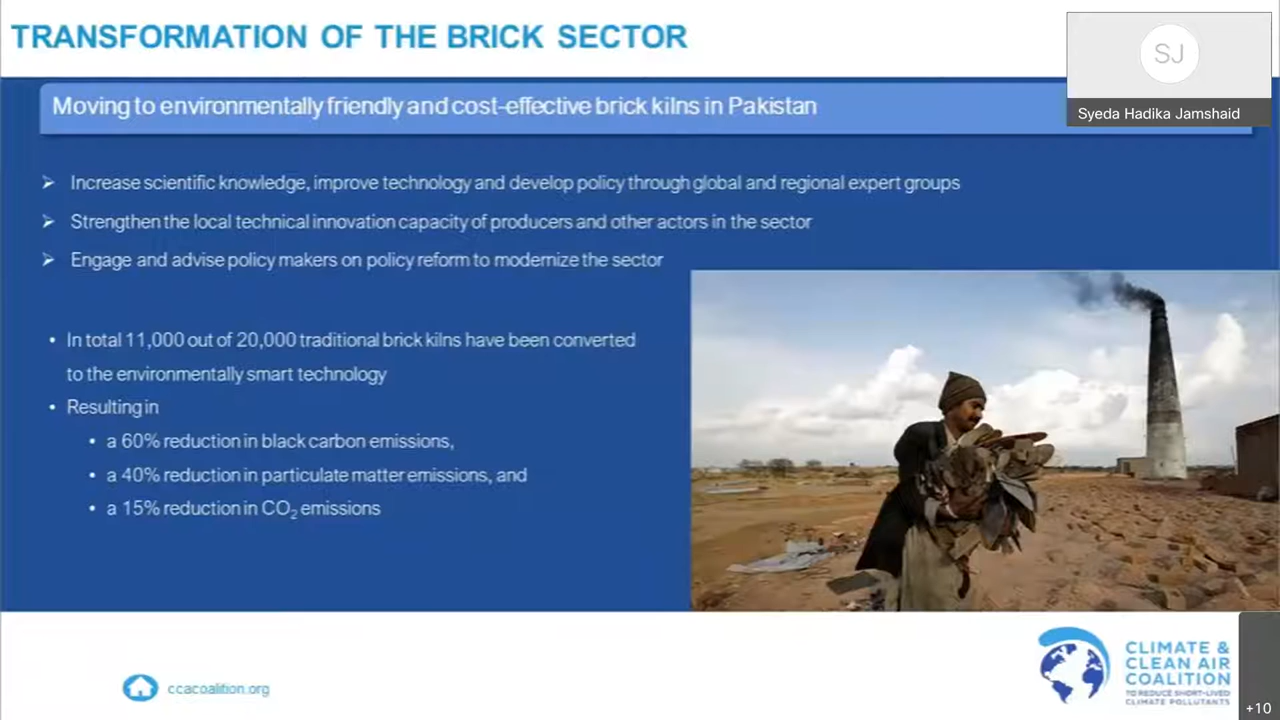 TRANSFORMATION OF THE BRICK SECTOR
SJ
Syeda Hadika Jamshaid
Moving to environmentally friendly and cost-effective brick kilns in Pakistan
Increase scientific knowledge, improve technology and develop policy through global and regional expert groups
Strengthen the local technical innovation capacity of producers and other actors in the sector
Engage and advise policy makers on policy reform to modernize the sector
• In total 11,000 out of 20,000 traditional brick kilns have been converted
to the environmentally smart technology
• Resulting in
• a 60% reduction in black carbon emissions,
• a 40% reduction in particulate matter emissions, and
• a 15% reduction in CO₂ emissions
ccacoalition.org
CLIMATE &
CLEAN AIR
COALITION
TO REDUCE SHORT-LIVED
CLIMATE POLLUTANTS
+10